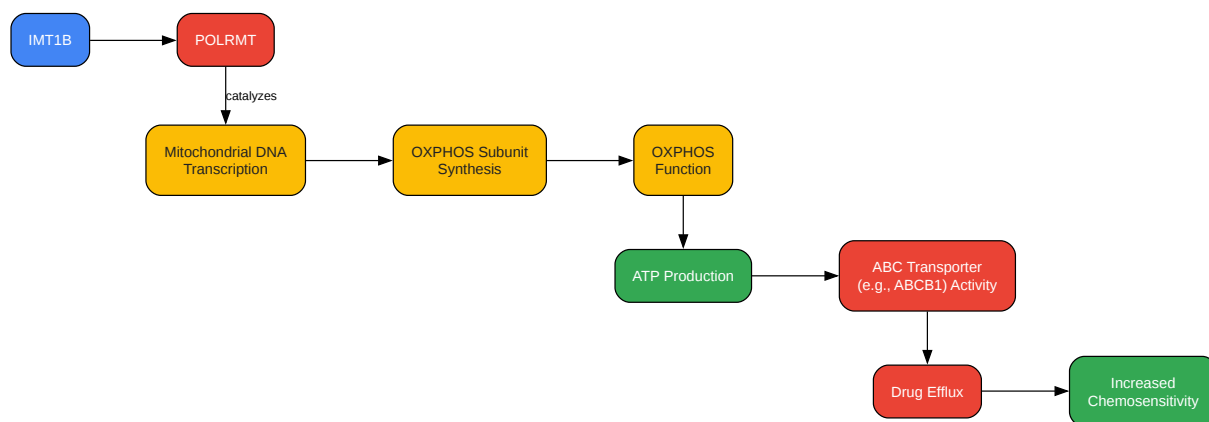 IMT1B
POLRMT
catalyzes
Mitochondrial DNA
Transcription
OXPHOS Subunit
Synthesis
OXPHOS
Function
ATP Production
ABC Transporter
(e.g., ABCB1) Activity
Drug Efflux
Increased
Chemosensitivity